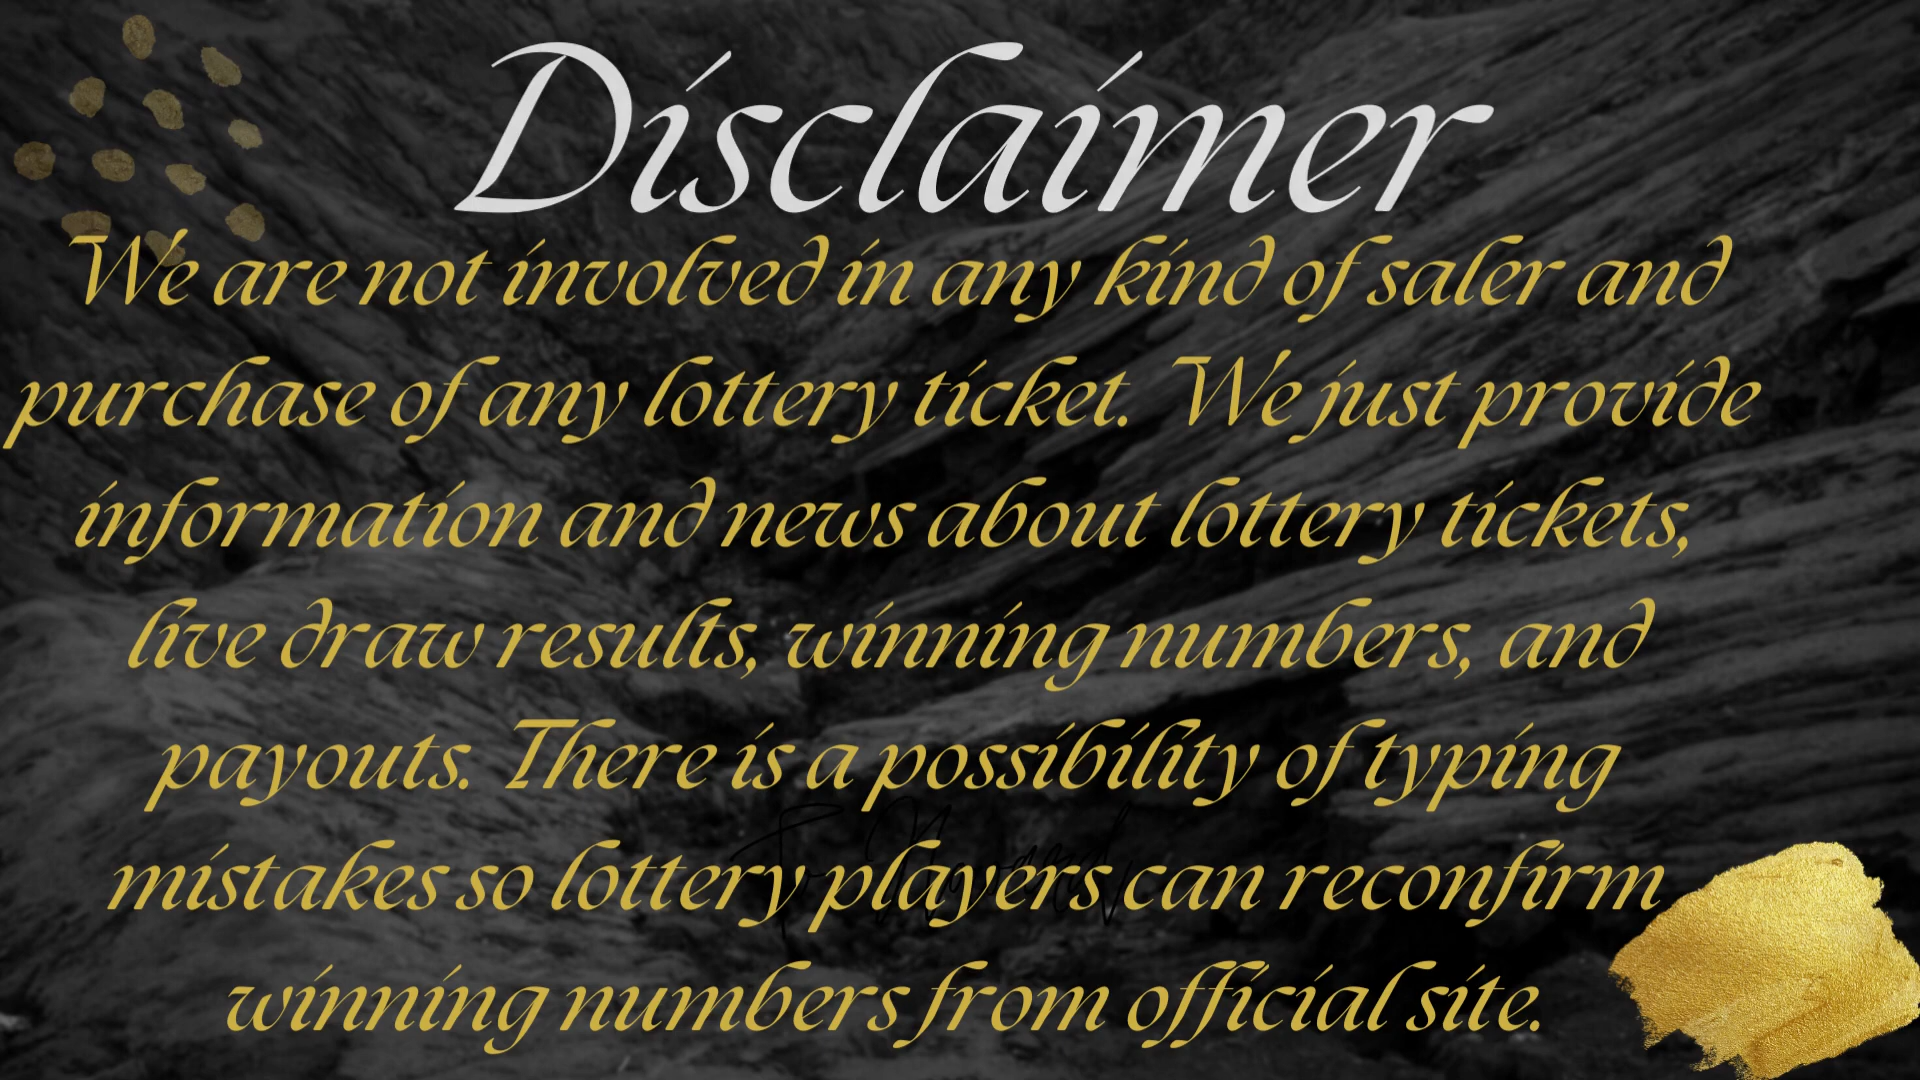 Disclaimer
We are not involved in any kind of saler and
purchase of any lottery ticket. We just provide
information and news about lottery tickets,
live draw results, winning numbers, and
payouts. There is a possibility of typing
mistakes so lottery players can reconfirm
winning numbers from official site.